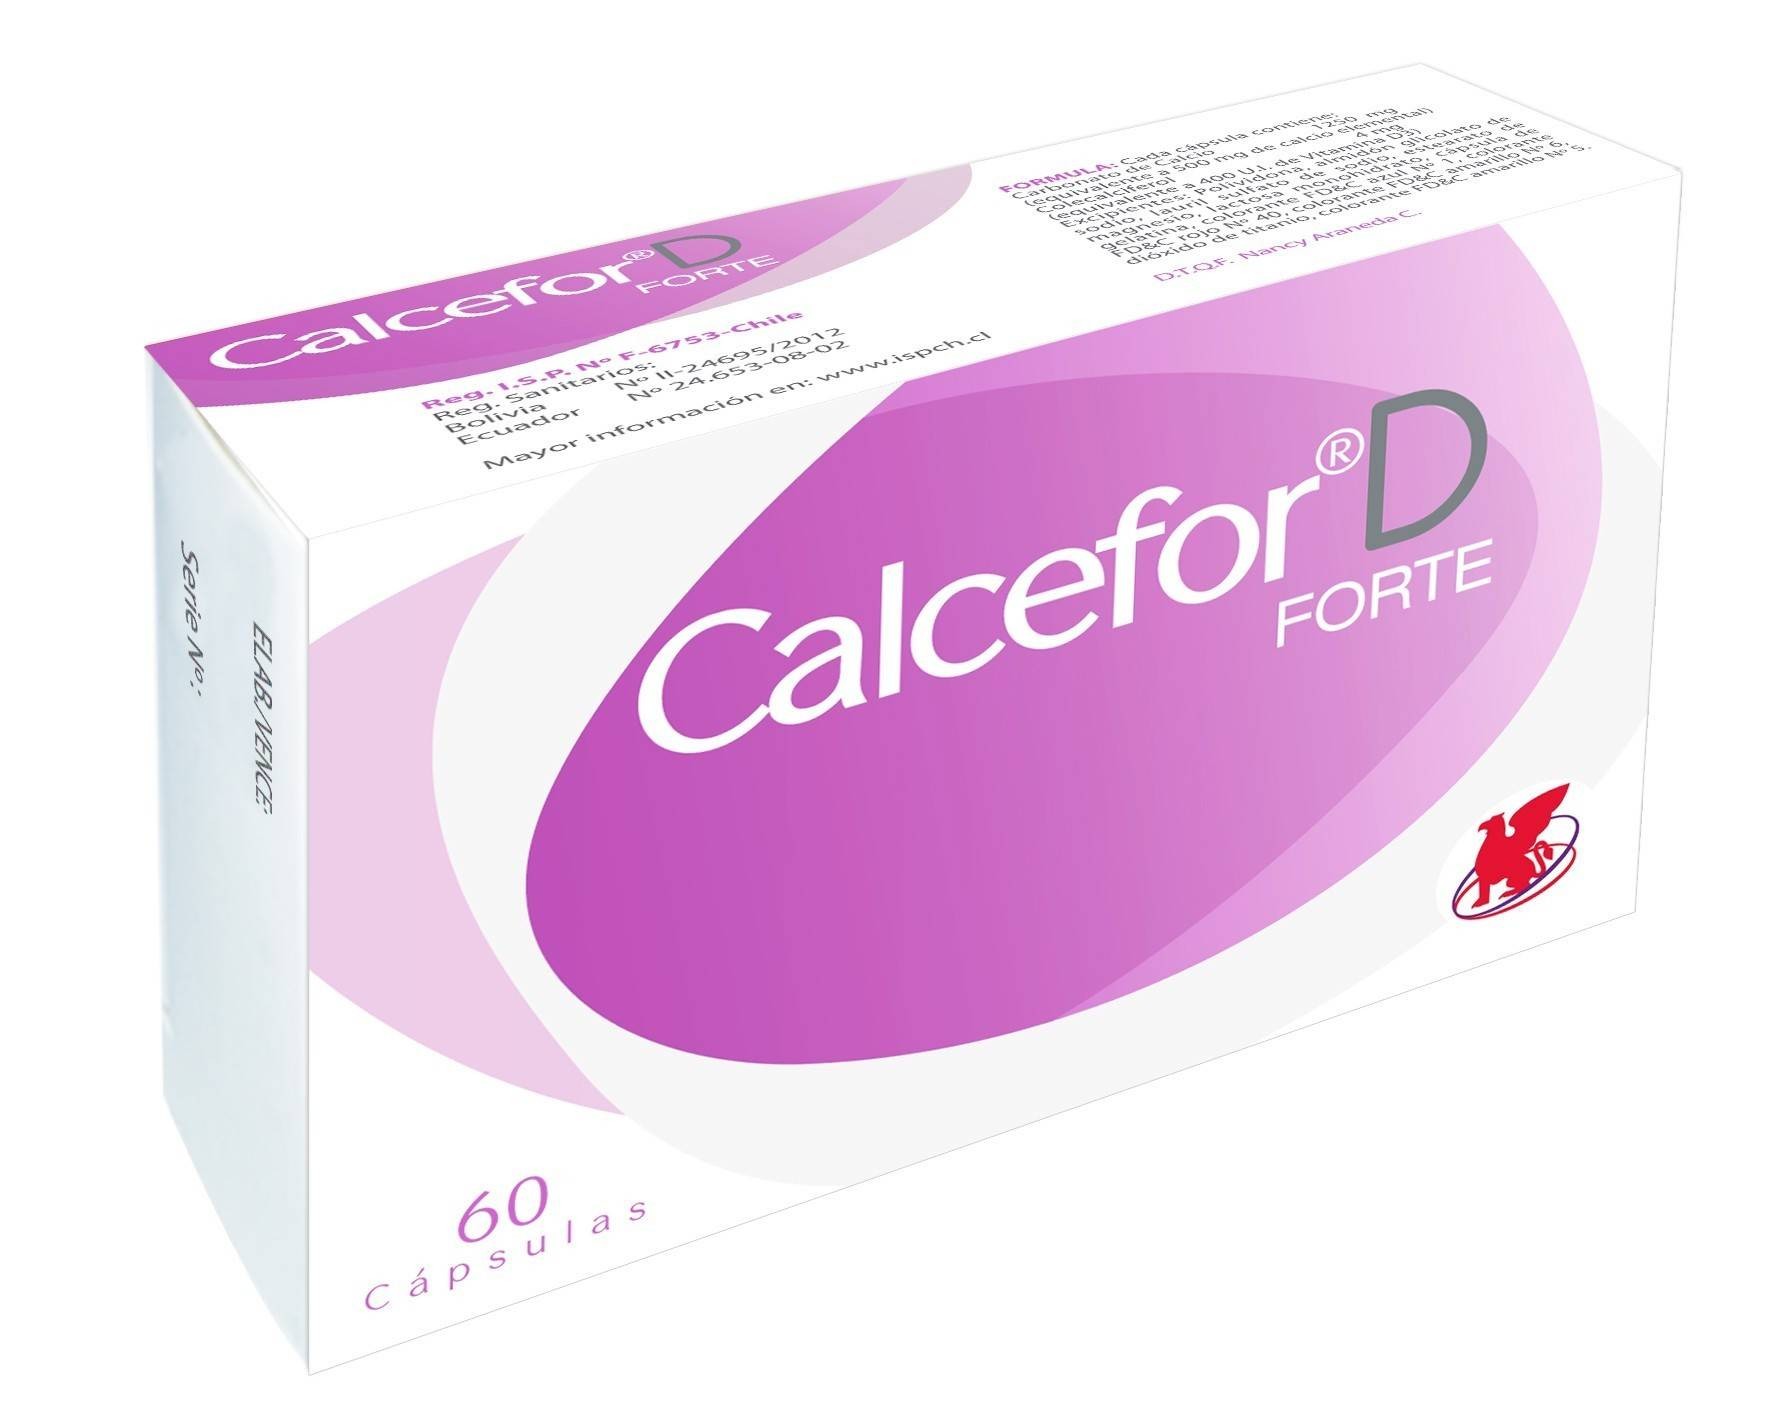 Calcefor® D
FORTE
Reg. I.S.P. Nº F-6753-Chile
Reg. Sanitarios:
Bolivia Nº II-24695/2012
Ecuador Nº 24.653-08-02
Mayor información en: www.ispch.cl
FORMULA: Cada cápsula contiene:
Carbonato de Calcio 1250 mg
(equivalente a 500 mg de calcio elemental)
Colecalciferol 4 mg
(equivalente a 400 U.I. de Vitamina D3)
Excipientes: Polividona, almidón glicolato de
sodio, lauril sulfato de sodio, estearato de
magnesio, lactosa monohidrato, cápsula de
gelatina, colorante FD&C azul Nº 1, colorante
FD&C rojo Nº 40, colorante FD&C amarillo Nº 6,
dióxido de titanio, colorante FD&C amarillo Nº 5.
D.T.Q.F. Nancy Araneda C.
Serie Nº:
ELAB./VENCE:
Calcefor® D
FORTE
60
Cápsulas